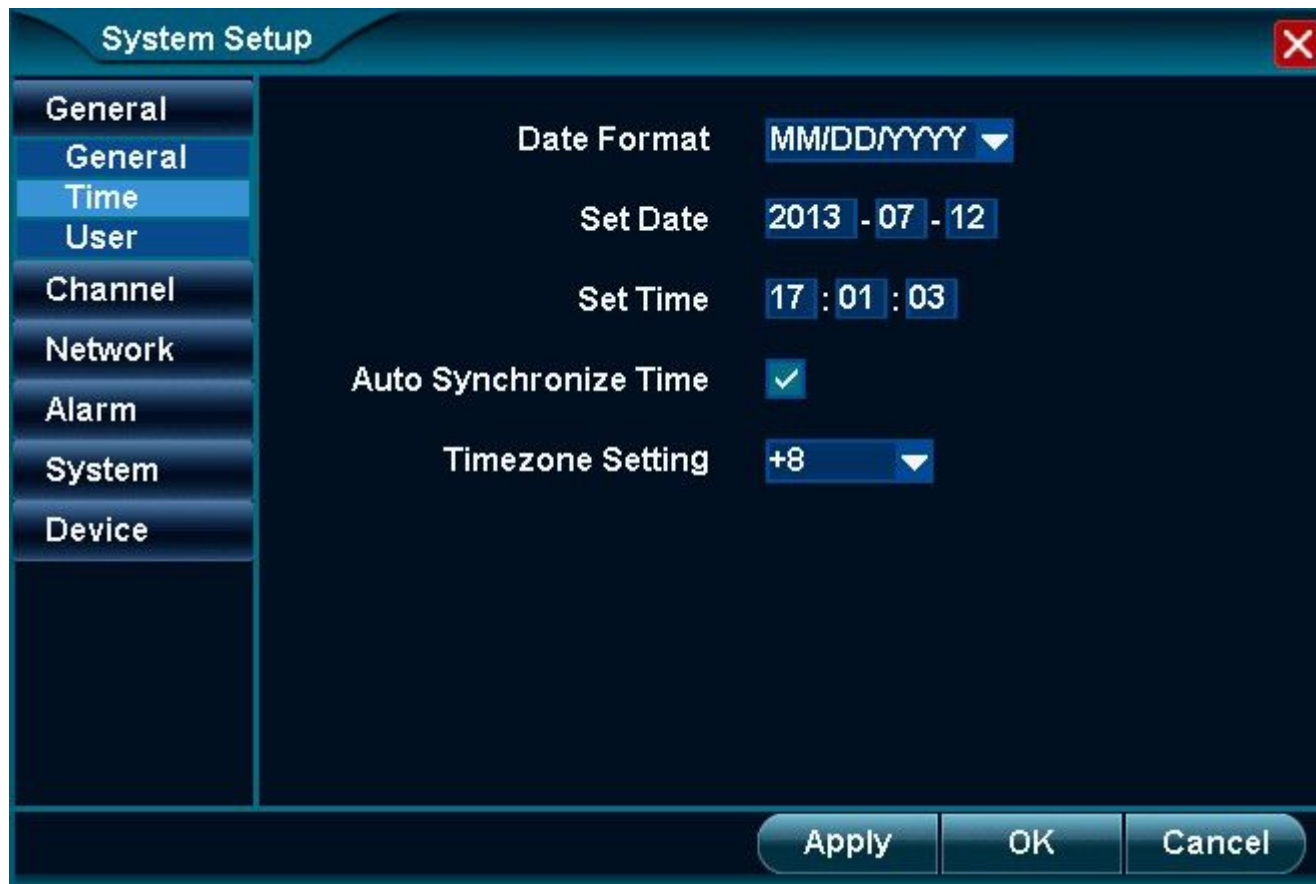 System Setup
General
General
Time
User
Channel
Network
Alarm
System
Device
Date Format MM/DD/YYYY
Set Date 2013 - 07 - 12
Set Time 17 : 01 : 03
Auto Synchronize Time
Timezone Setting +8
Apply OK Cancel